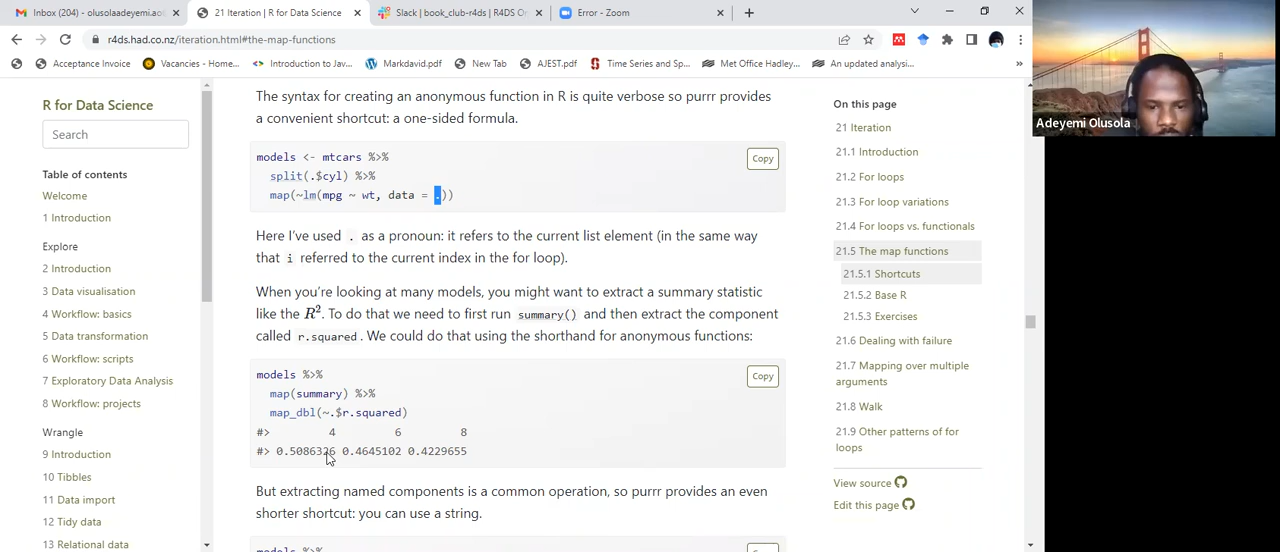 Inbox (204) - olusolaadeyemi.ao@
21 Iteration | R for Data Science
Slack | book_club-r4ds | R4DS On
Error - Zoom
r4ds.had.co.nz/iteration.html#the-map-functions
Acceptance Invoice
Vacancies - Home...
Introduction to Jav...
Markdavid.pdf
New Tab
AJEST.pdf
Time Series and Sp...
Met Office Hadley...
An updated analysi...
»
Adeyemi Olusola
R for Data Science
Search
Table of contents
Welcome
1 Introduction
Explore
2 Introduction
3 Data visualisation
4 Workflow: basics
5 Data transformation
6 Workflow: scripts
7 Exploratory Data Analysis
8 Workflow: projects
Wrangle
9 Introduction
10 Tibbles
11 Data import
12 Tidy data
13 Relational data
The syntax for creating an anonymous function in R is quite verbose so purrr provides
a convenient shortcut: a one-sided formula.
models <- mtcars %>%
Copy
split(.$cyl) %>%
map(~lm(mpg ~ wt, data = .))
Here I've used . as a pronoun: it refers to the current list element (in the same way
that i referred to the current index in the for loop).
When you're looking at many models, you might want to extract a summary statistic
like the R². To do that we need to first run summary() and then extract the component
called r.squared. We could do that using the shorthand for anonymous functions:
models %>%
Copy
map(summary) %>%
map_dbl(~.$r.squared)
#> 4 6 8
#> 0.5086326 0.4645102 0.4229655
But extracting named components is a common operation, so purrr provides an even
shorter shortcut: you can use a string.
models %>%
On this page
21 Iteration
21.1 Introduction
21.2 For loops
21.3 For loop variations
21.4 For loops vs. functionals
21.5 The map functions
21.5.1 Shortcuts
21.5.2 Base R
21.5.3 Exercises
21.6 Dealing with failure
21.7 Mapping over multiple
arguments
21.8 Walk
21.9 Other patterns of for
loops
View source
Edit this page